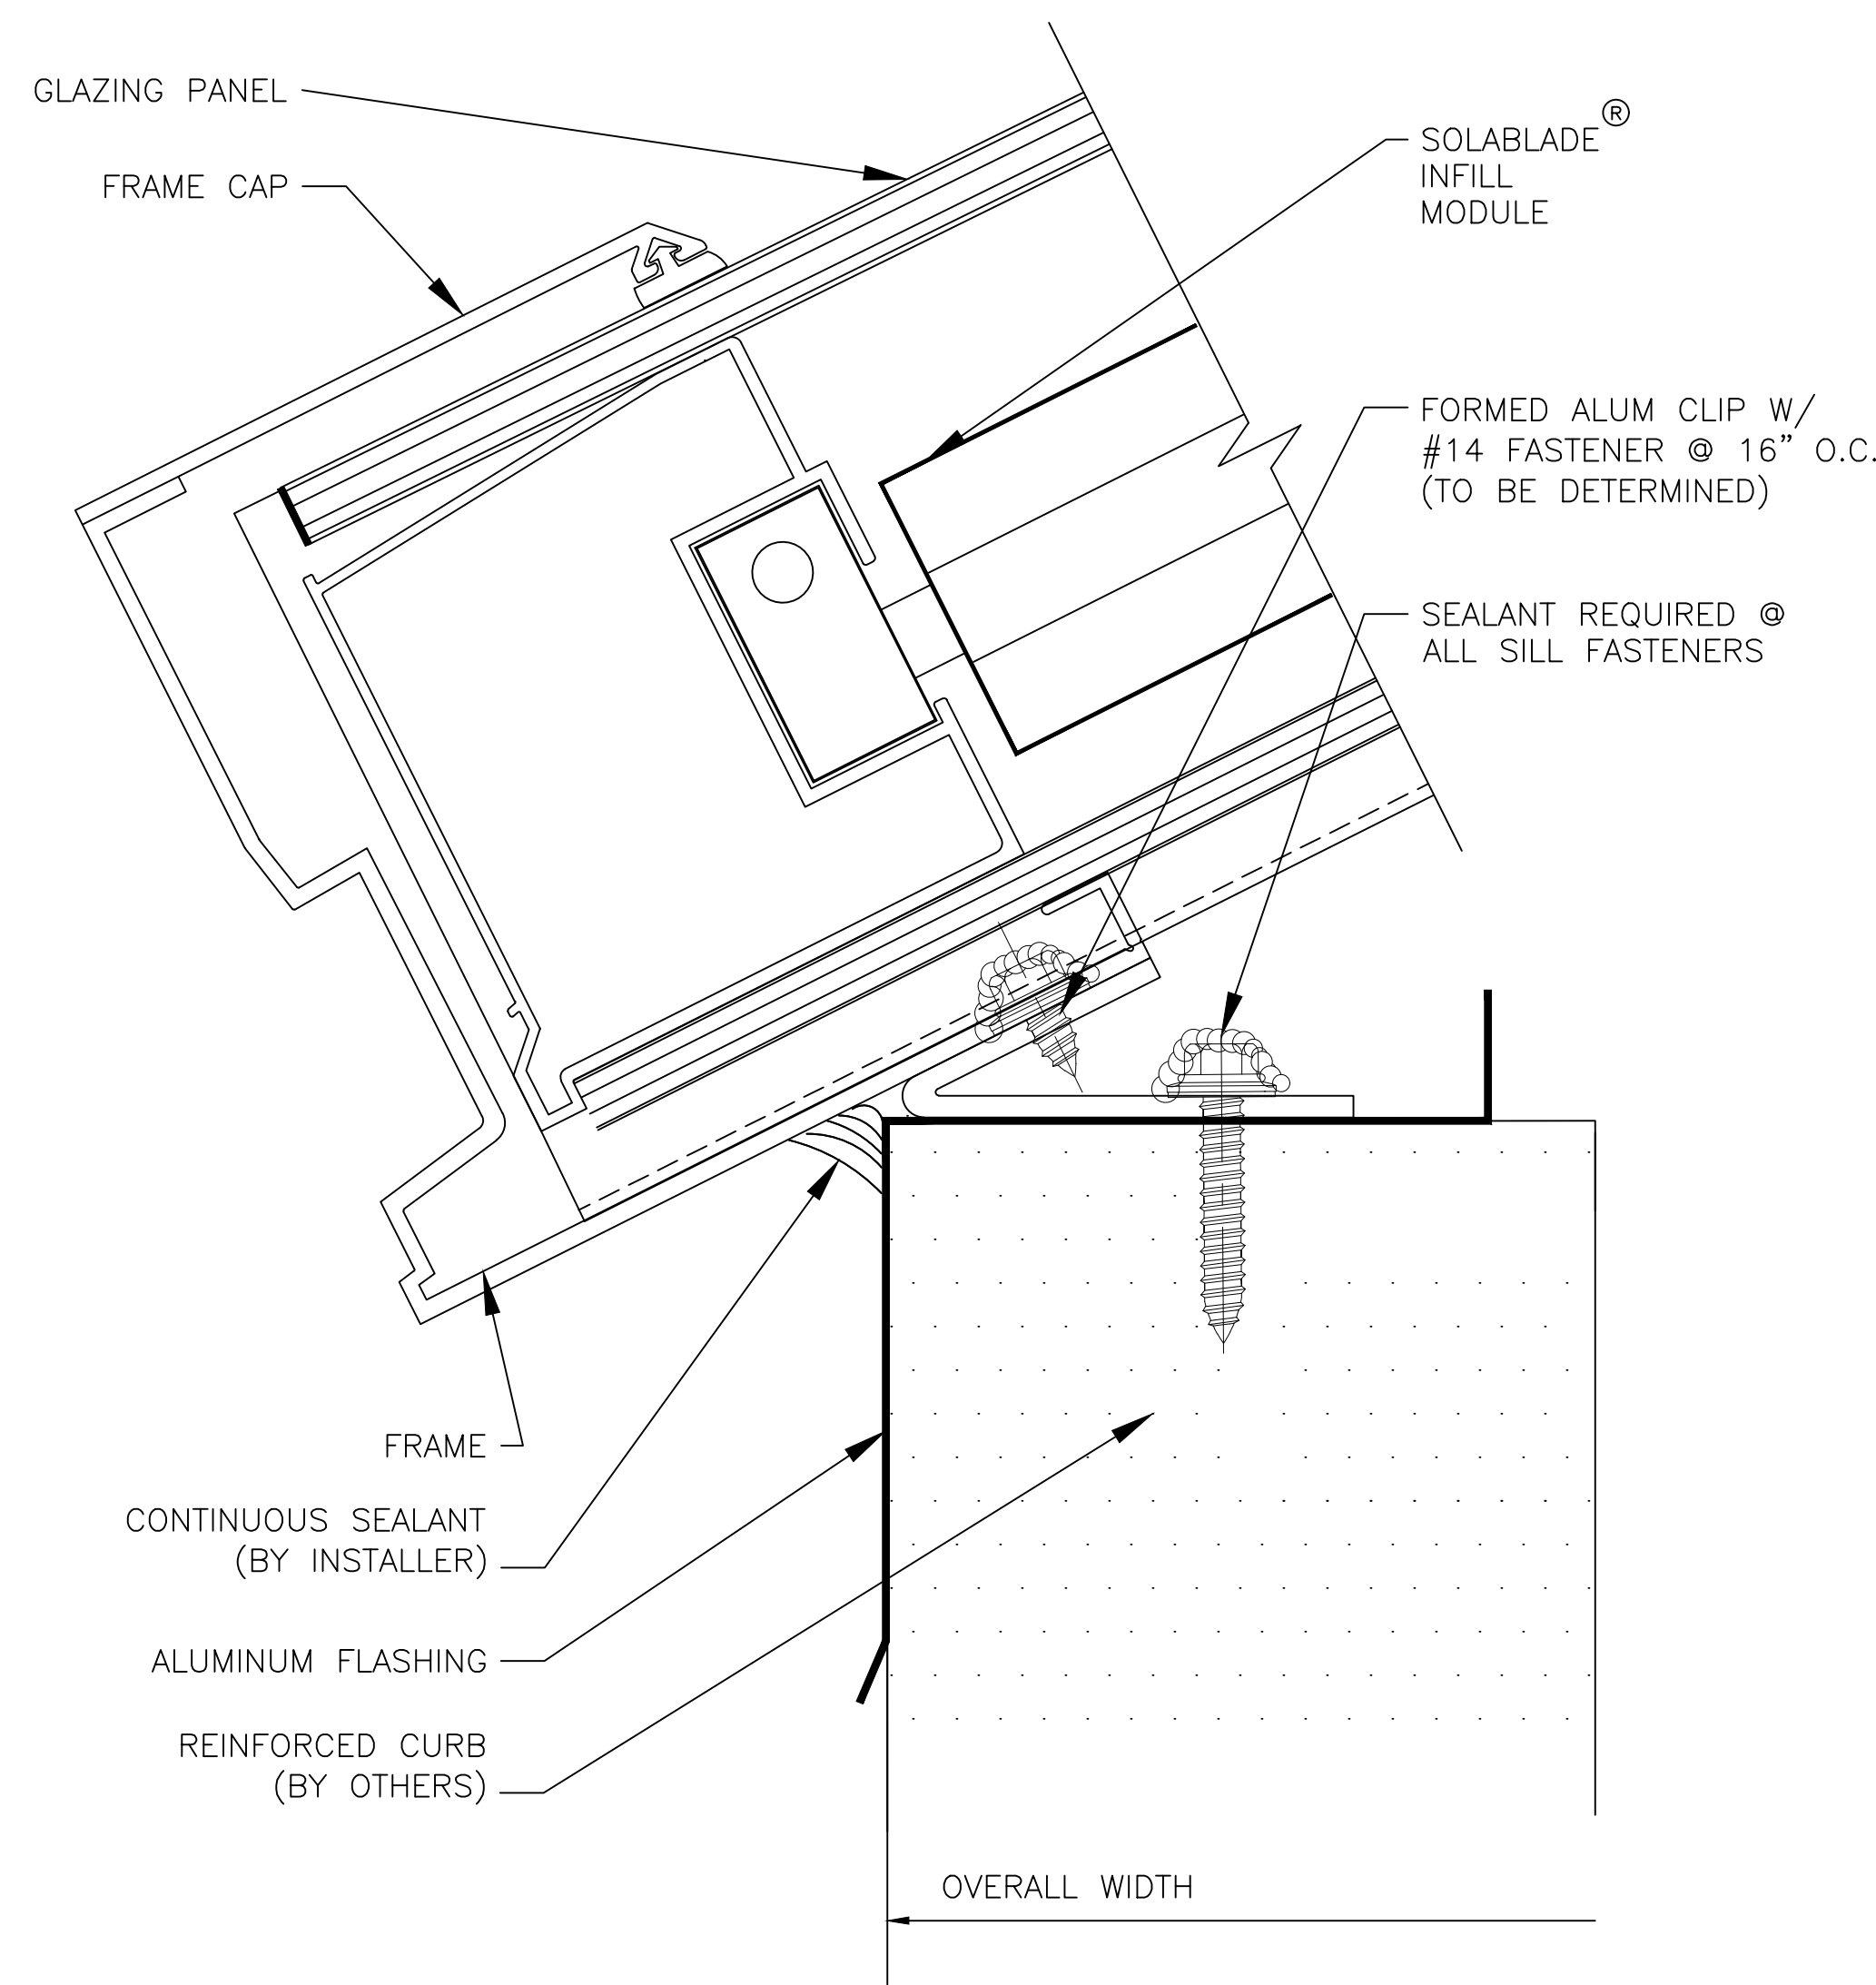 GLAZING PANEL
FRAME CAP
SOLABLADE®
INFILL
MODULE
FORMED ALUM CLIP W/
#14 FASTENER @ 16" O.C.
(TO BE DETERMINED)
SEALANT REQUIRED @
ALL SILL FASTENERS
FRAME
CONTINUOUS SEALANT
(BY INSTALLER)
ALUMINUM FLASHING
REINFORCED CURB
(BY OTHERS)
OVERALL WIDTH